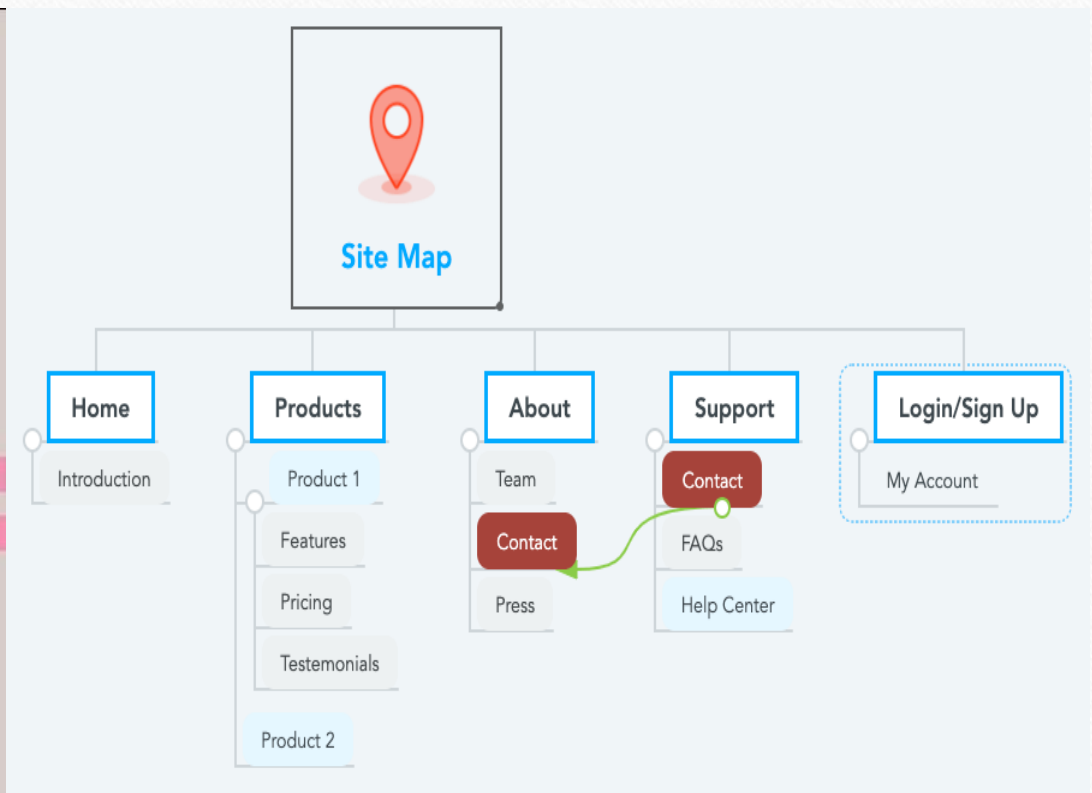 Site Map
Home
Introduction
Products
Product 1
Features
Pricing
Testemonials
Product 2
About
Team
Contact
Press
Support
Contact
FAQs
Help Center
Login/Sign Up
My Account